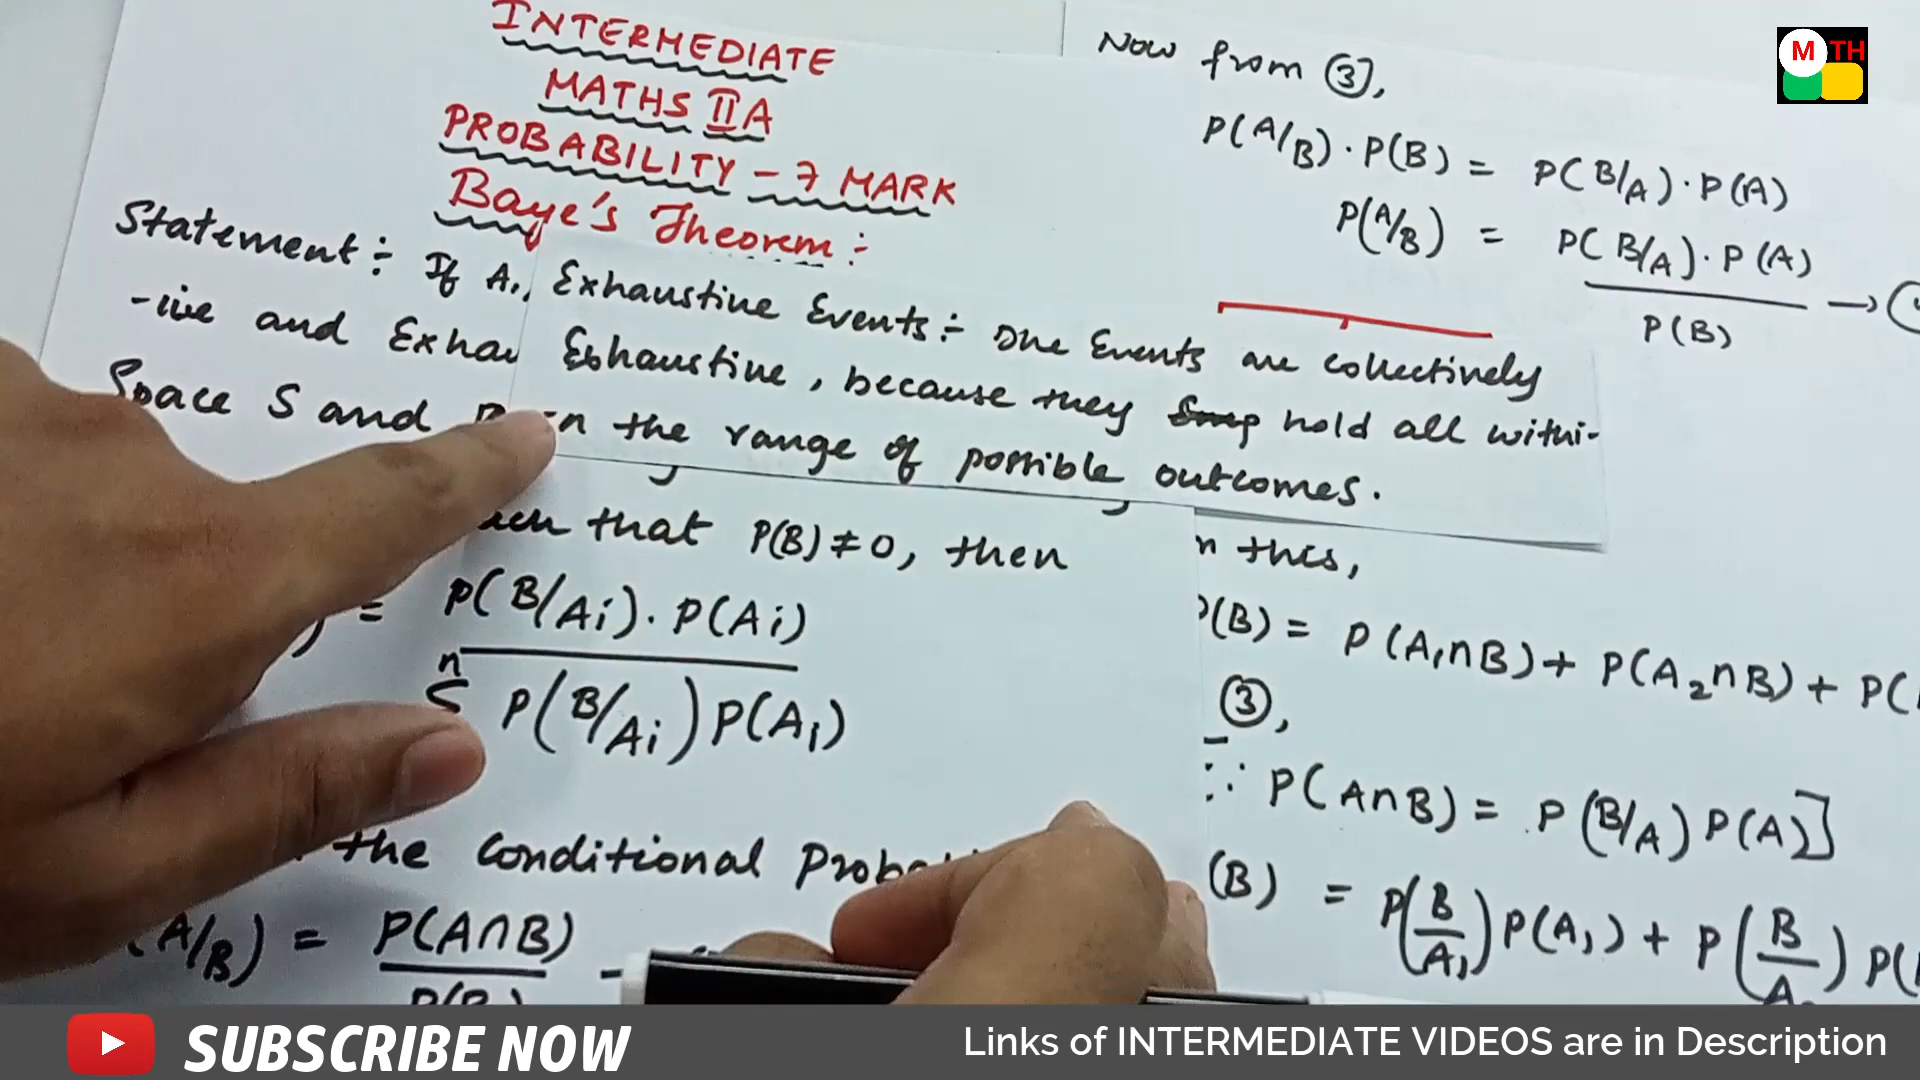 INTERMEDIATE
MATHS IIA
PROBABILITY - 7 MARK
Baye's Theorem :-
Statement :- If A1,
-ive and Exhau
Space S and
Exhaustive Events :- The Events are collectively
Exhaustive, because they hold all withi-
-n the range of possible outcomes.
that P(B) ≠ 0, then
= P(B/Ai) . P(Ai)
n
P(B/Ai) P(Ai)
the conditional Prob
(A/B) = P(A∩B)
Now from ③,
P(A/B) . P(B) = P(B/A) . P(A)
P(A/B) = P(B/A) . P(A) →
P(B)
n this,
P(B) = P(A1∩B) + P(A2∩B) + P(
③,
∵ P(A∩B) = P(B/A) P(A)]
(B) = P(B/A1) P(A1) + P(B/A ) P(
M TH
SUBSCRIBE NOW
Links of INTERMEDIATE VIDEOS are in Description